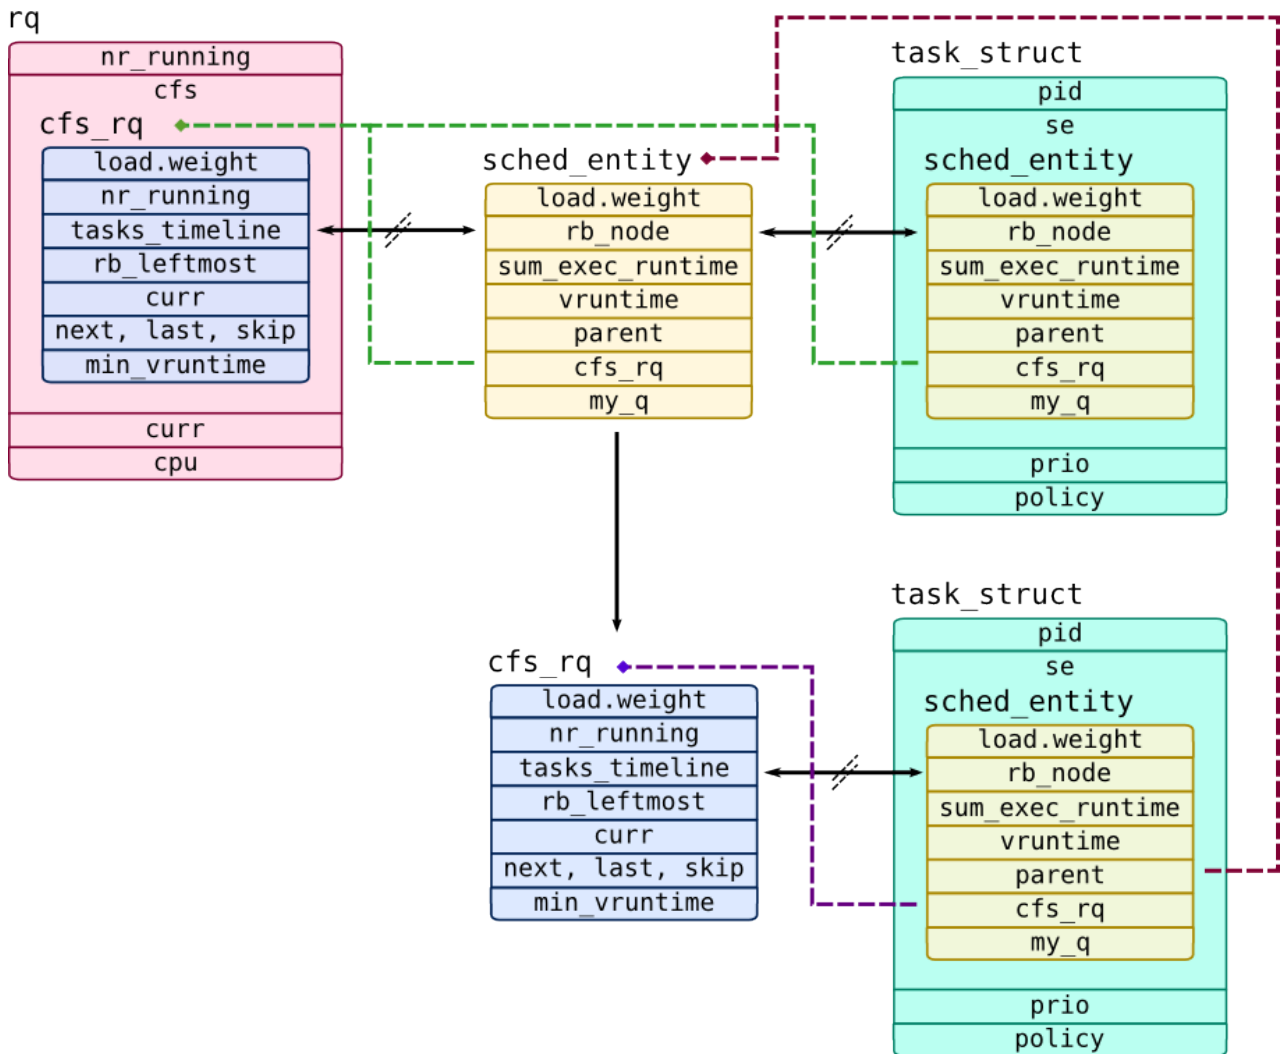 rq
nr_running
cfs
cfs_rq
load.weight
nr_running
tasks_timeline
rb_leftmost
curr
next, last, skip
min_vruntime
curr
cpu
sched_entity
load.weight
rb_node
sum_exec_runtime
vruntime
parent
cfs_rq
my_q
task_struct
pid
se
sched_entity
load.weight
rb_node
sum_exec_runtime
vruntime
parent
cfs_rq
my_q
prio
policy
cfs_rq
load.weight
nr_running
tasks_timeline
rb_leftmost
curr
next, last, skip
min_vruntime
task_struct
pid
se
sched_entity
load.weight
rb_node
sum_exec_runtime
vruntime
parent
cfs_rq
my_q
prio
policy